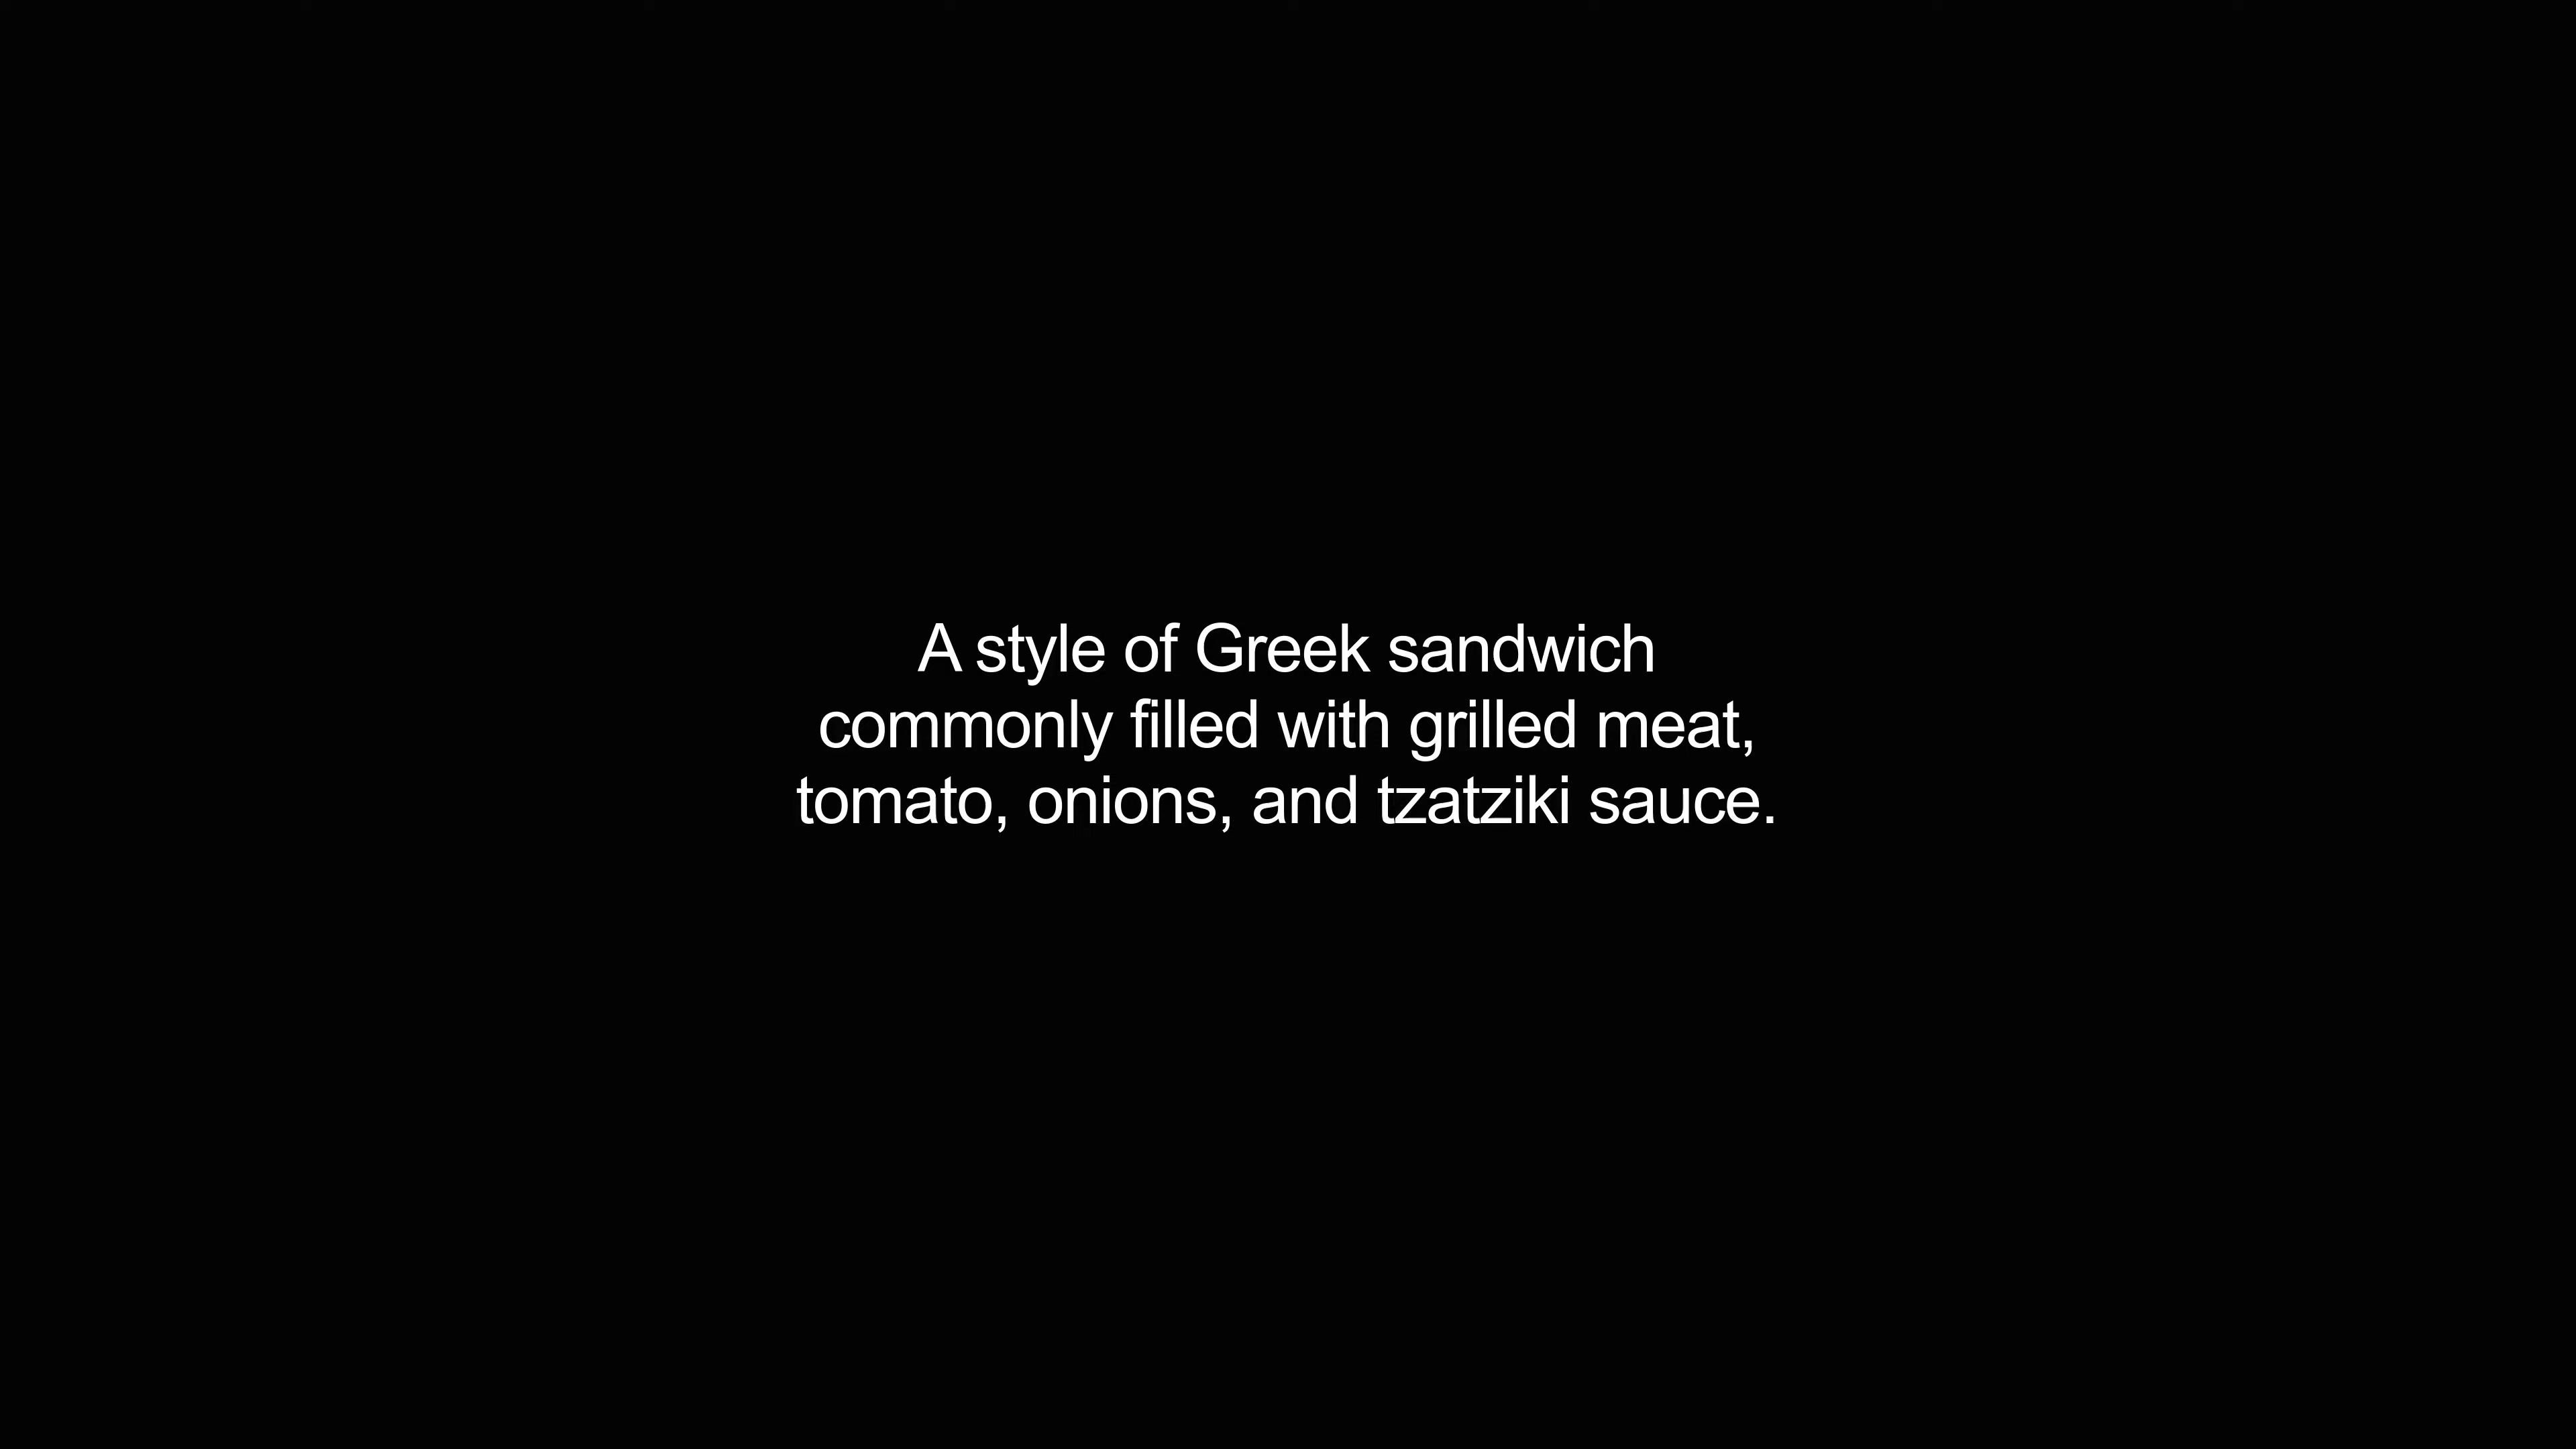 A style of Greek sandwich
commonly filled with grilled meat,
tomato, onions, and tzatziki sauce.